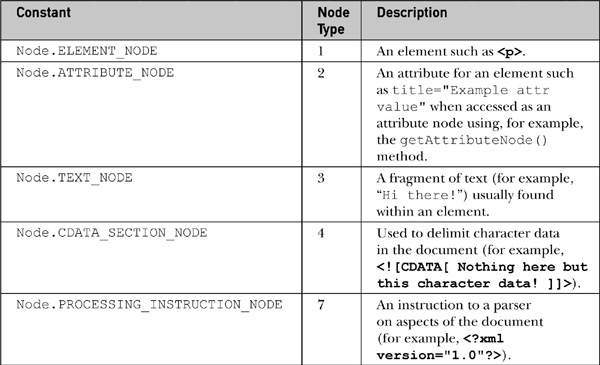 Constant Node Type Description
Node.ELEMENT_NODE 1 An element such as <p>.
Node.ATTRIBUTE_NODE 2 An attribute for an element such
as title="Example attr
value" when accessed as an
attribute node using, for example,
the getAttributeNode()
method.
Node.TEXT_NODE 3 A fragment of text (for example,
“Hi there!”) usually found
within an element.
Node.CDATA_SECTION_NODE 4 Used to delimit character data
in the document (for example,
<![CDATA[ Nothing here but
this character data! ]]>).
Node.PROCESSING_INSTRUCTION_NODE 7 An instruction to a parser
on aspects of the document
(for example, <?xml
version="1.0"?>).